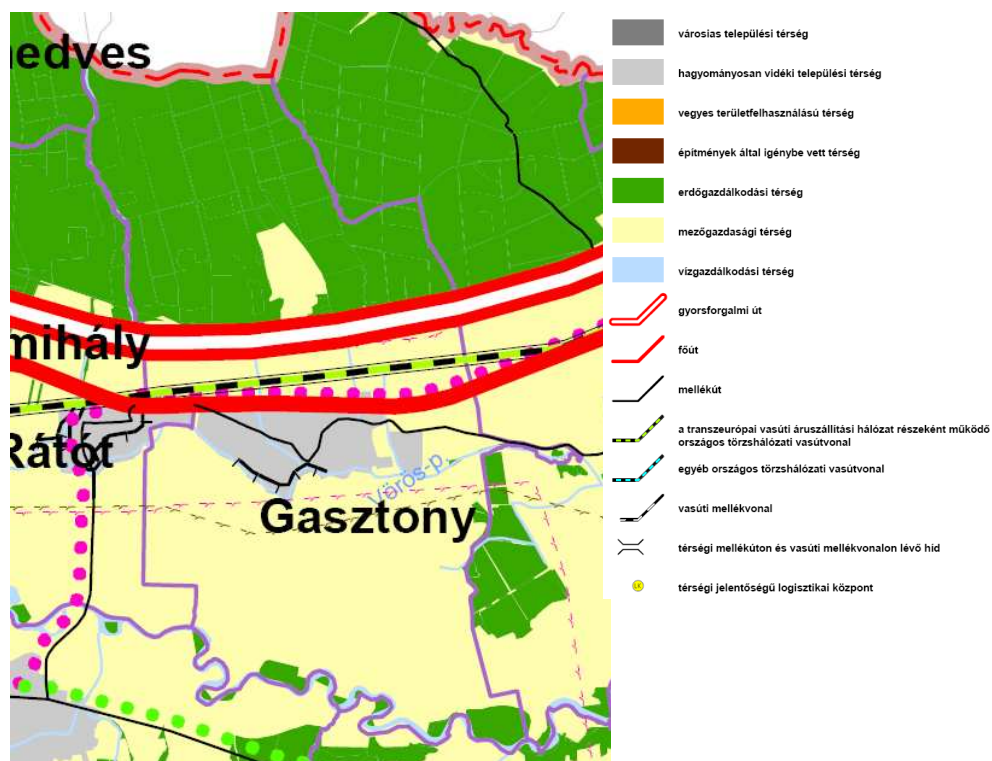 nedves
mihály
Rátót
Vörös-p.
Gasztony
városias települési térség
hagyományosan vidéki települési térség
vegyes területfelhasználású térség
építmények által igénybe vett térség
erdőgazdálkodási térség
mezőgazdasági térség
vízgazdálkodási térség
gyorsforgalmi út
főút
mellékút
a transzeurópai vasúti áruszállítási hálózat részeként működő
országos törzshálózati vasútvonal
egyéb országos törzshálózati vasútvonal
vasúti mellékvonal
térségi mellékúton és vasúti mellékvonalon lévő híd
térségi jelentőségű logisztikai központ